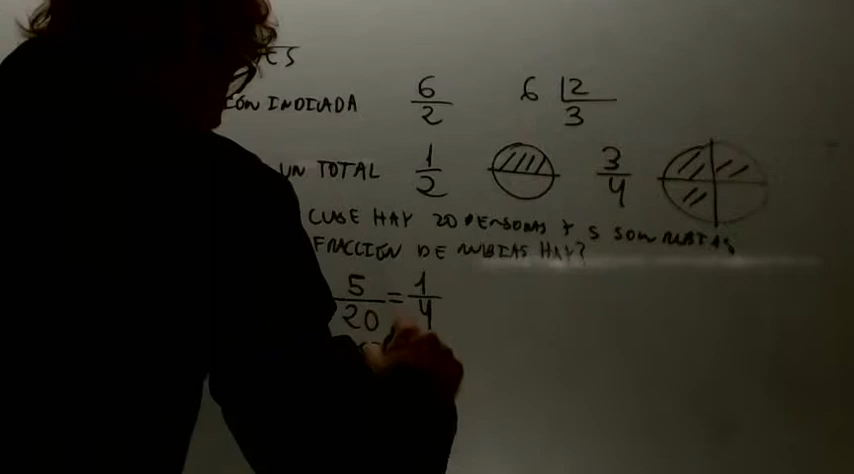 ES
IÓN INDICADA 6/2 6 2 3
UN TOTAL 1/2 3/4
CLASE HAY 20 PERSONAS Y 5 SON RUBIAS
FRACCIÓN DE RUBIAS HAY?
5/20 = 1/4